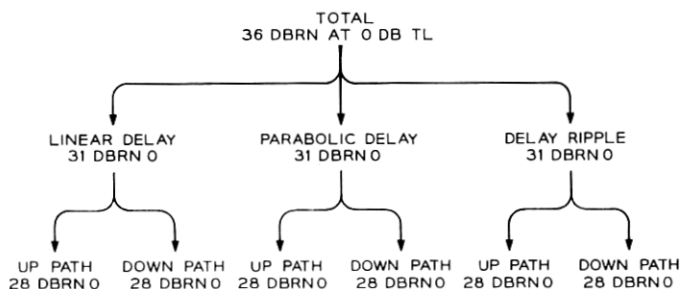 TOTAL
36 DBRN AT 0 DB TL
LINEAR DELAY
31 DBRN 0
PARABOLIC DELAY
31 DBRN 0
DELAY RIPPLE
31 DBRN 0
UP PATH
28 DBRN 0
DOWN PATH
28 DBRN 0
UP PATH
28 DBRN 0
DOWN PATH
28 DBRN 0
UP PATH
28 DBRN 0
DOWN PATH
28 DBRN 0